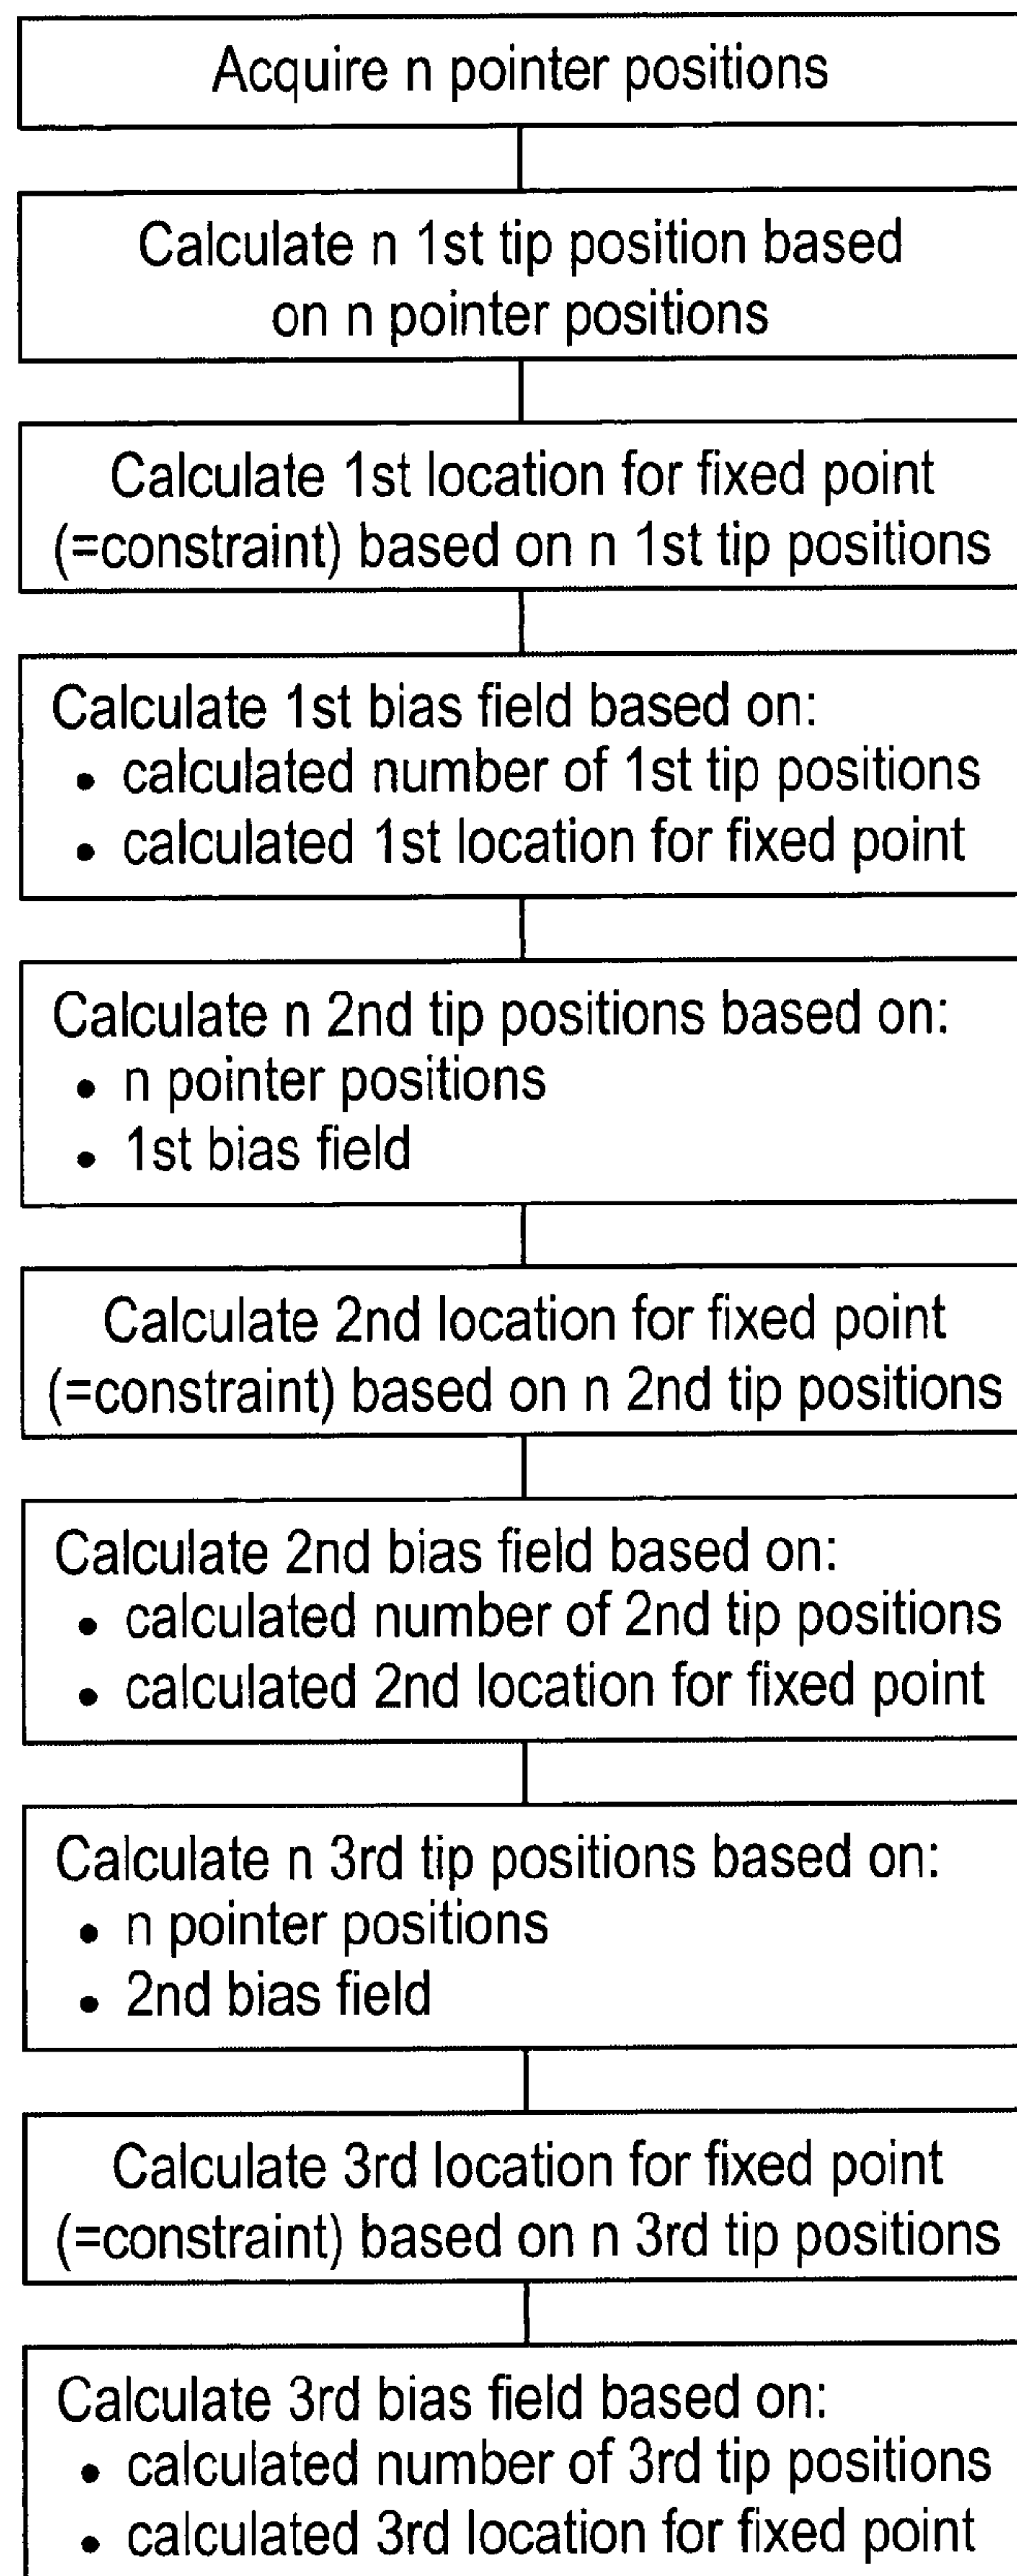 Acquire n pointer positions
Calculate n 1st tip position based
on n pointer positions
Calculate 1st location for fixed point
(=constraint) based on n 1st tip positions
Calculate 1st bias field based on:
• calculated number of 1st tip positions
• calculated 1st location for fixed point
Calculate n 2nd tip positions based on:
• n pointer positions
• 1st bias field
Calculate 2nd location for fixed point
(=constraint) based on n 2nd tip positions
Calculate 2nd bias field based on:
• calculated number of 2nd tip positions
• calculated 2nd location for fixed point
Calculate n 3rd tip positions based on:
• n pointer positions
• 2nd bias field
Calculate 3rd location for fixed point
(=constraint) based on n 3rd tip positions
Calculate 3rd bias field based on:
• calculated number of 3rd tip positions
• calculated 3rd location for fixed point